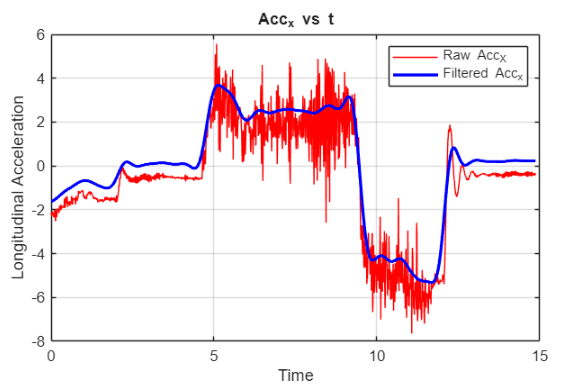 Acc_x vs t
Raw Acc_X
Filtered Acc_x
Longitudinal Acceleration
6
4
2
0
-2
-4
-6
-8
0
5
10
15
Time